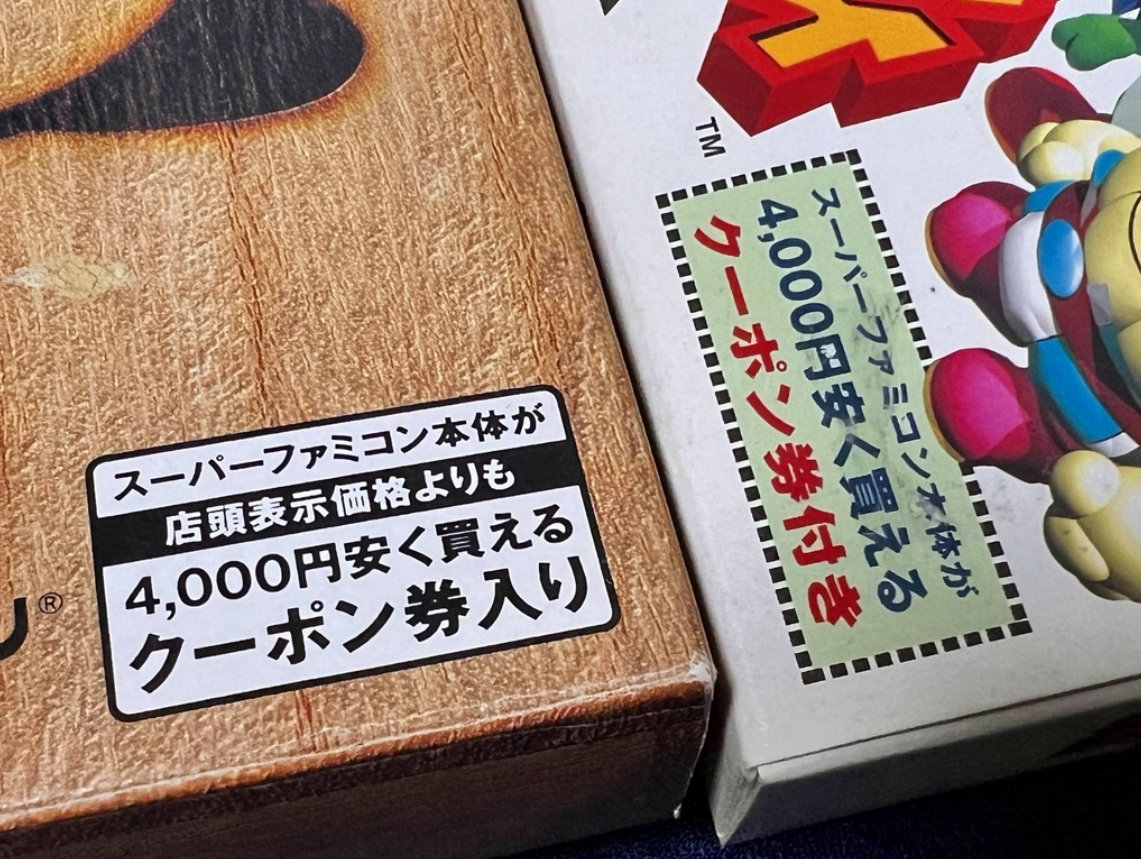 スーパーファミコン本体が
店頭表示価格よりも
4,000円安く買える
クーポン券入り
®
TM
スーパーファミコン本体が
4,000円安く買える
クーポン券付き